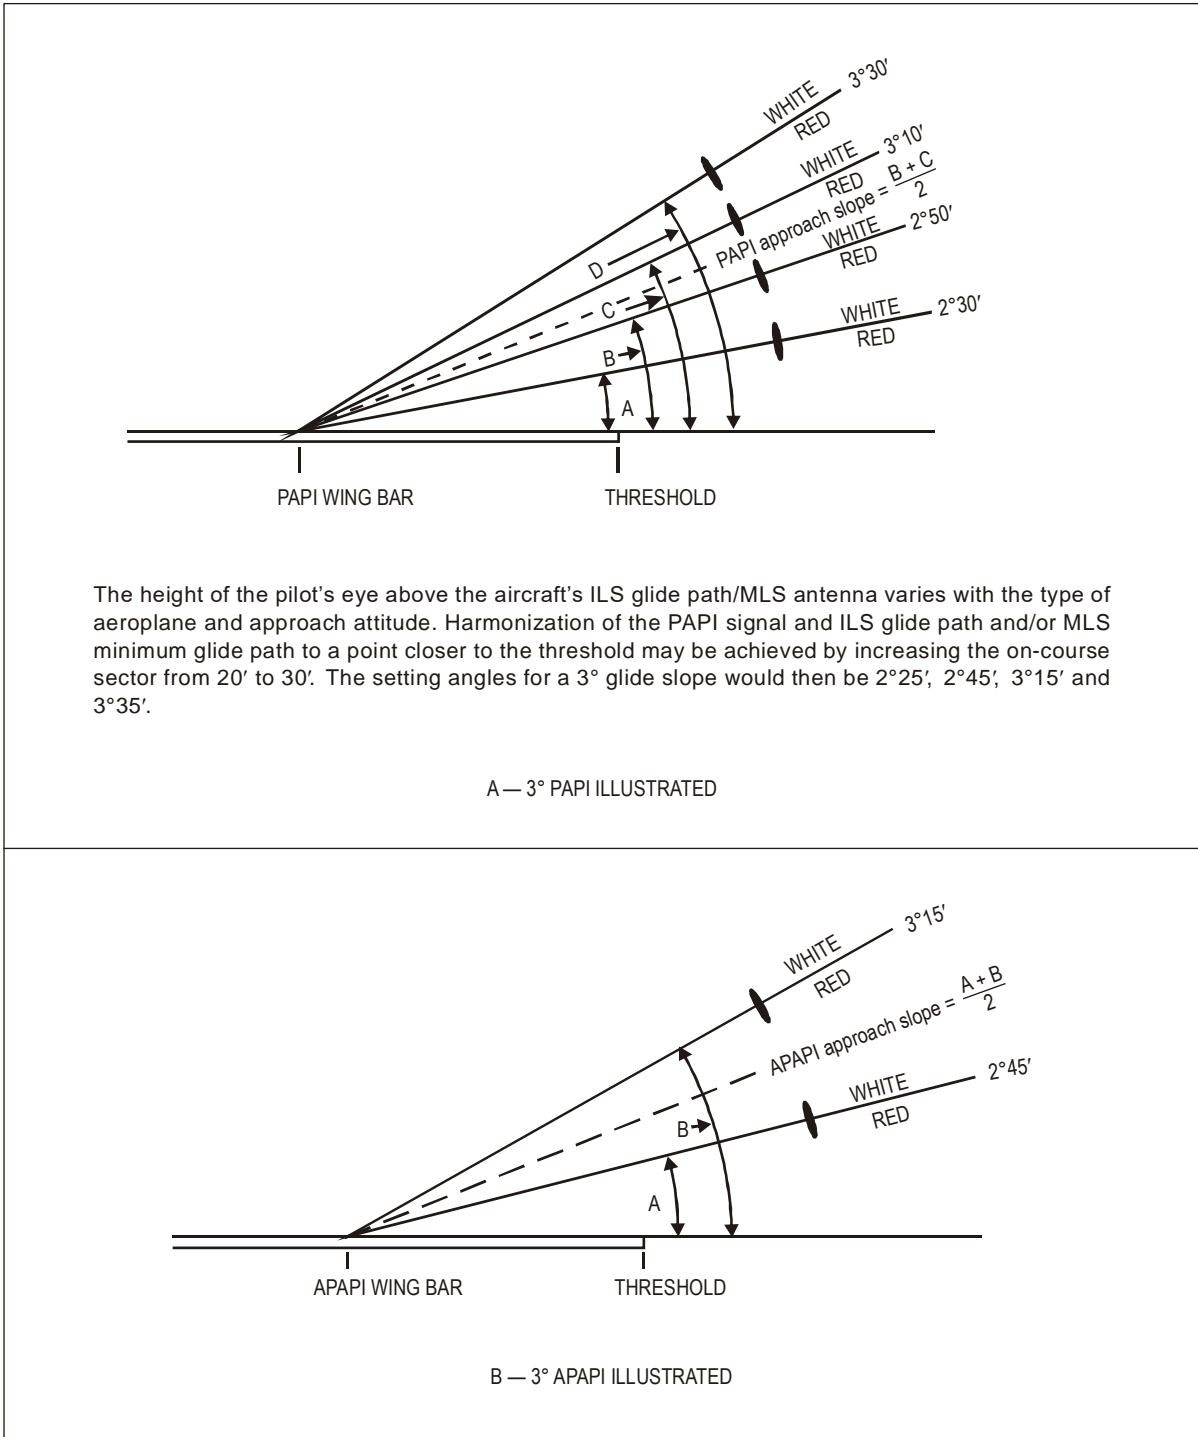 WHITE 3°30′
RED
WHITE 3°10′
RED
PAPI approach slope = B + C
2
WHITE 2°50′
RED
WHITE 2°30′
RED
D
C
B
A
PAPI WING BAR THRESHOLD
The height of the pilot's eye above the aircraft's ILS glide path/MLS antenna varies with the type of
aeroplane and approach attitude. Harmonization of the PAPI signal and ILS glide path and/or MLS
minimum glide path to a point closer to the threshold may be achieved by increasing the on-course
sector from 20′ to 30′. The setting angles for a 3° glide slope would then be 2°25′, 2°45′, 3°15′ and
3°35′.
A — 3° PAPI ILLUSTRATED
WHITE 3°15′
RED
APAPI approach slope = A + B
2
WHITE 2°45′
RED
B
A
APAPI WING BAR THRESHOLD
B — 3° APAPI ILLUSTRATED